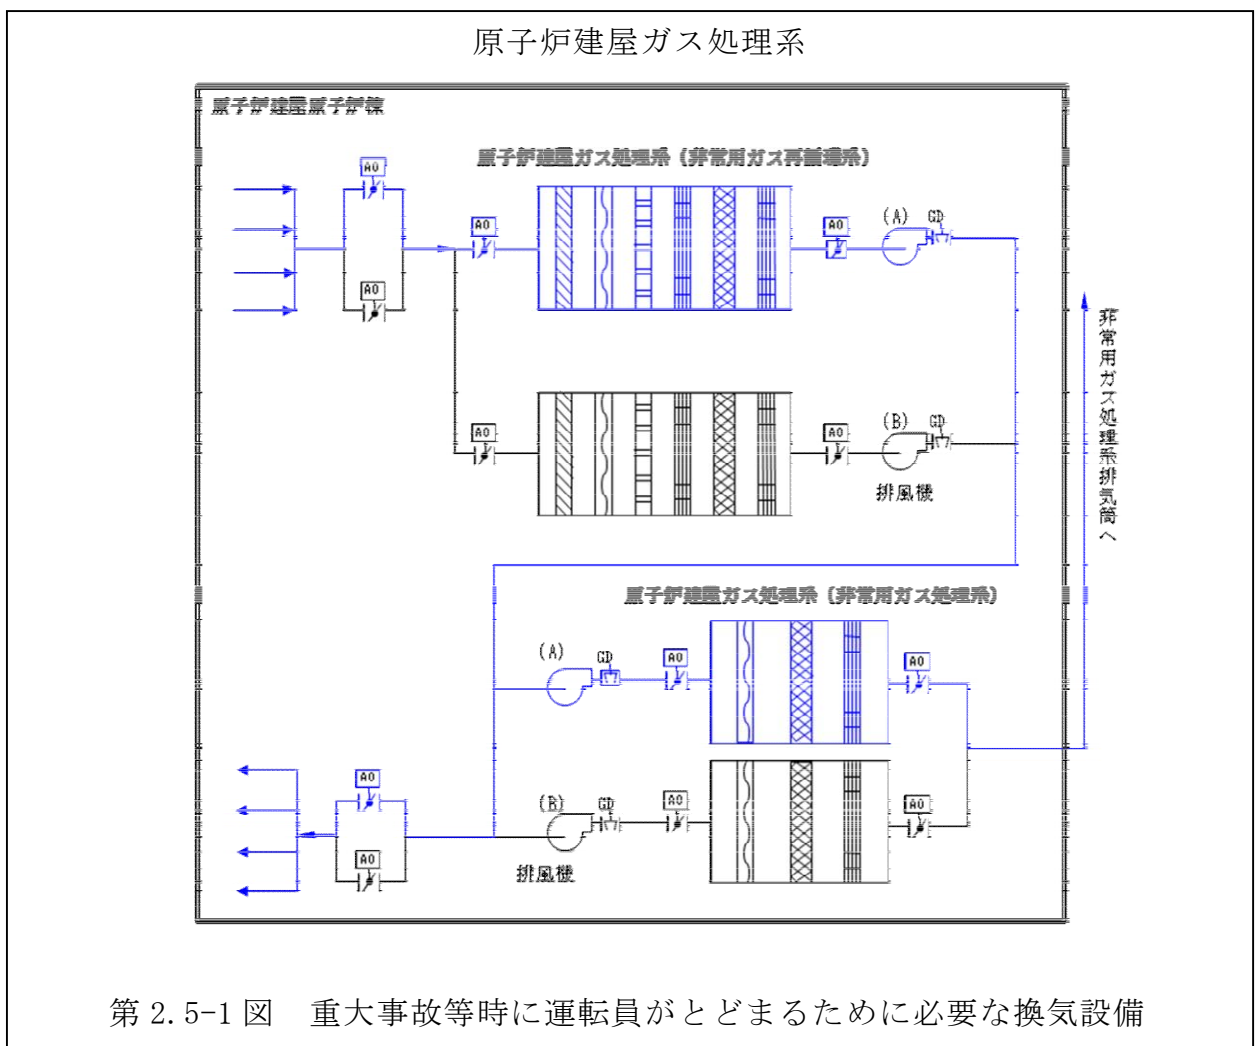 原子炉建屋ガス処理系
原子炉建屋原子炉棟
原子炉建屋ガス処理系（非常用ガス再循環系）
AO
AO
AO
(A)
GD
AO
AO
AO
(B)
GD
AO
排風機
非常用ガス処理系排気筒へ
原子炉建屋ガス処理系（非常用ガス処理系）
(A)
GD
AO
AO
(B)
GD
AO
AO
排風機
AO
AO
第 2.5-1 図　重大事故等時に運転員がとどまるために必要な換気設備